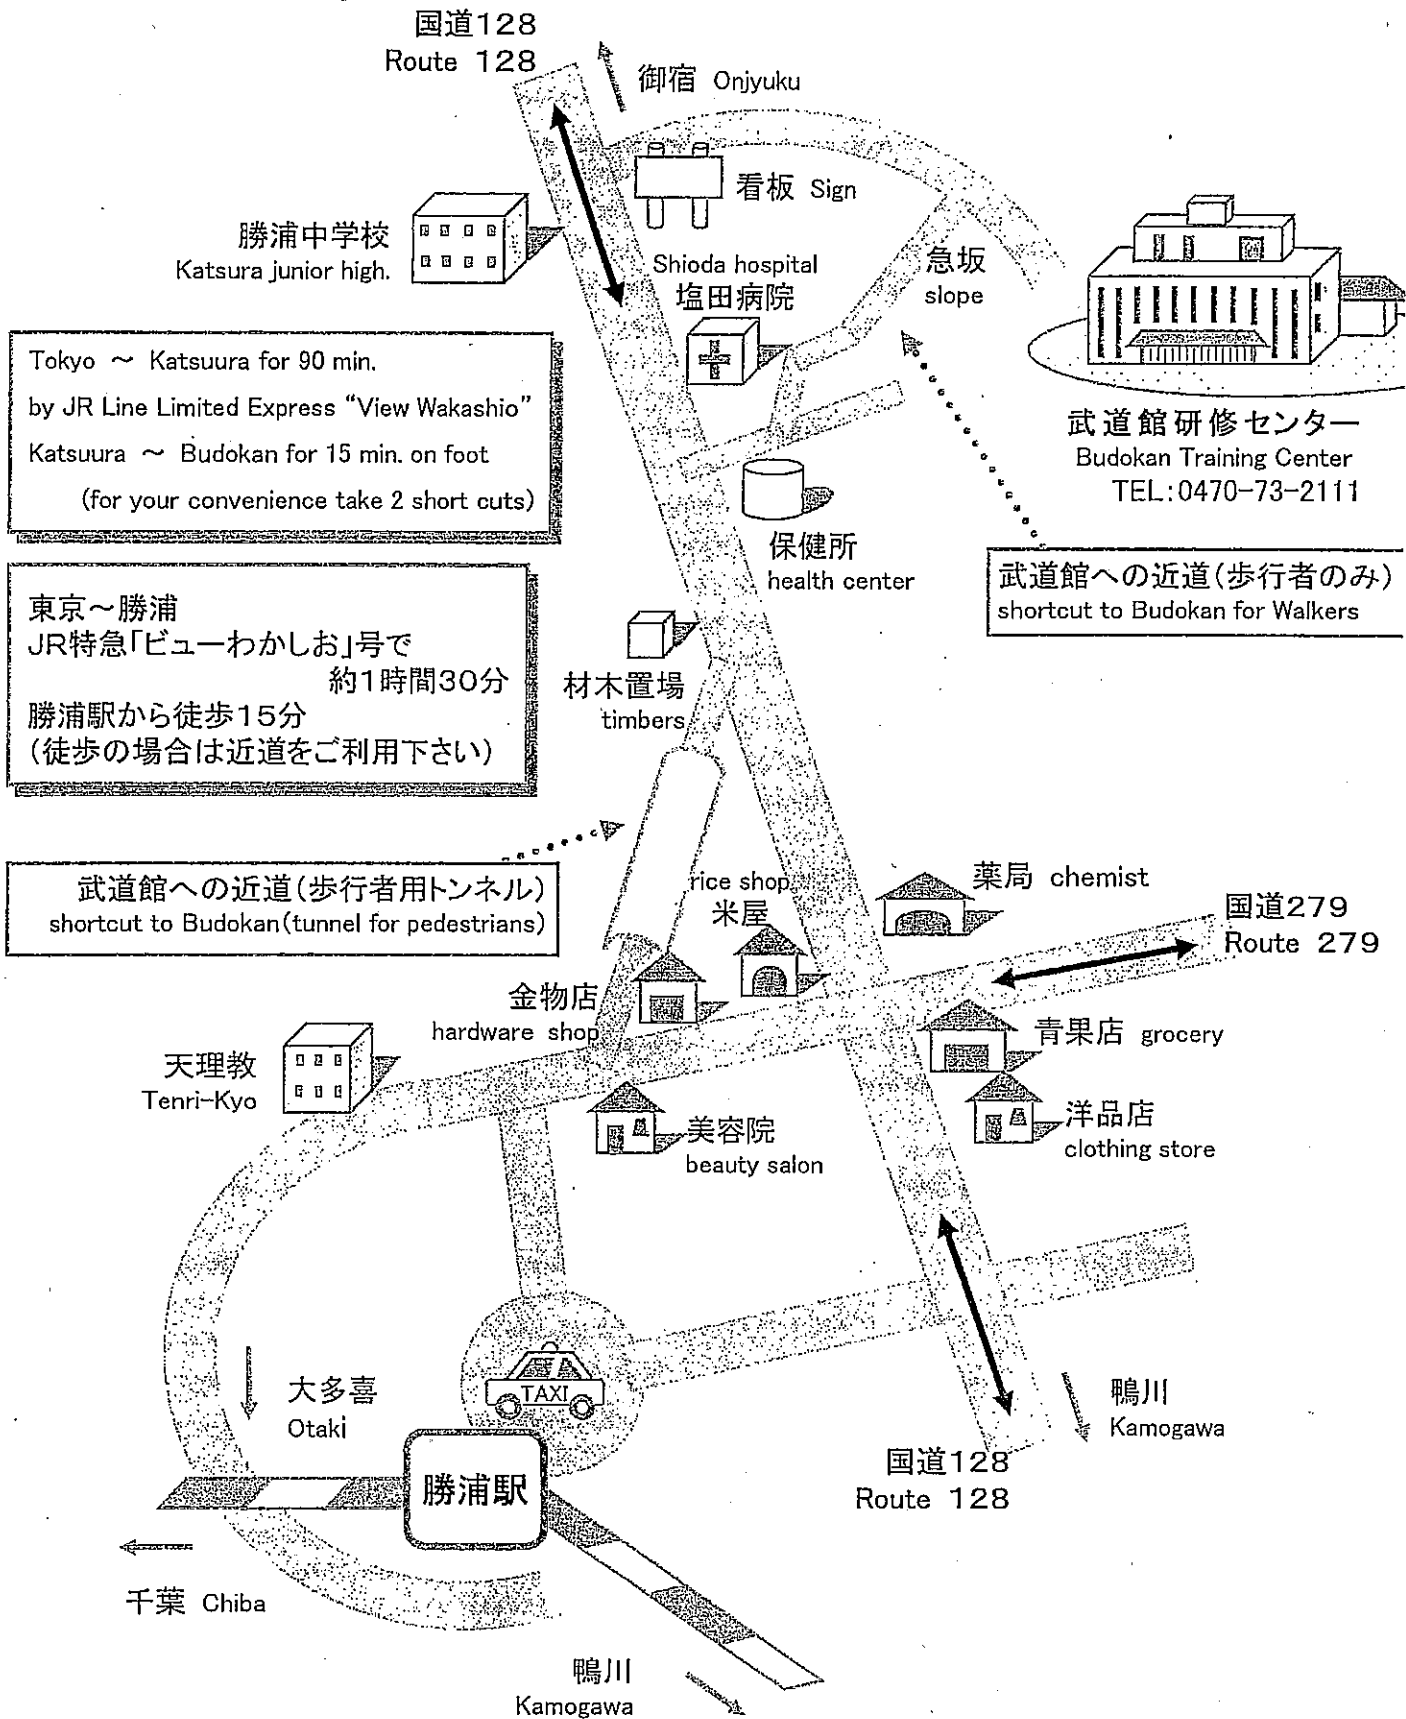 国道128
Route 128
御宿 Onjyuku
看板 Sign
勝浦中学校
Katsura junior high.
Shioda hospital
塩田病院
急坂
slope
Tokyo ～ Katsuura for 90 min.
by JR Line Limited Express “View Wakashio”
Katsuura ～ Budokan for 15 min. on foot
(for your convenience take 2 short cuts)
武道館研修センター
Budokan Training Center
TEL:0470-73-2111
保健所
health center
武道館への近道(歩行者のみ)
shortcut to Budokan for Walkers
東京～勝浦
JR特急「ビューわかしお」号で
約1時間30分
勝浦駅から徒歩15分
(徒歩の場合は近道をご利用下さい)
材木置場
timbers
武道館への近道(歩行者用トンネル)
shortcut to Budokan(tunnel for pedestrians)
rice shop
米屋
薬局 chemist
国道279
Route 279
金物店
hardware shop
青果店 grocery
天理教
Tenri-Kyo
美容院
beauty salon
洋品店
clothing store
TAXI
大多喜
Otaki
鴨川
Kamogawa
国道128
Route 128
勝浦駅
千葉 Chiba
鴨川
Kamogawa